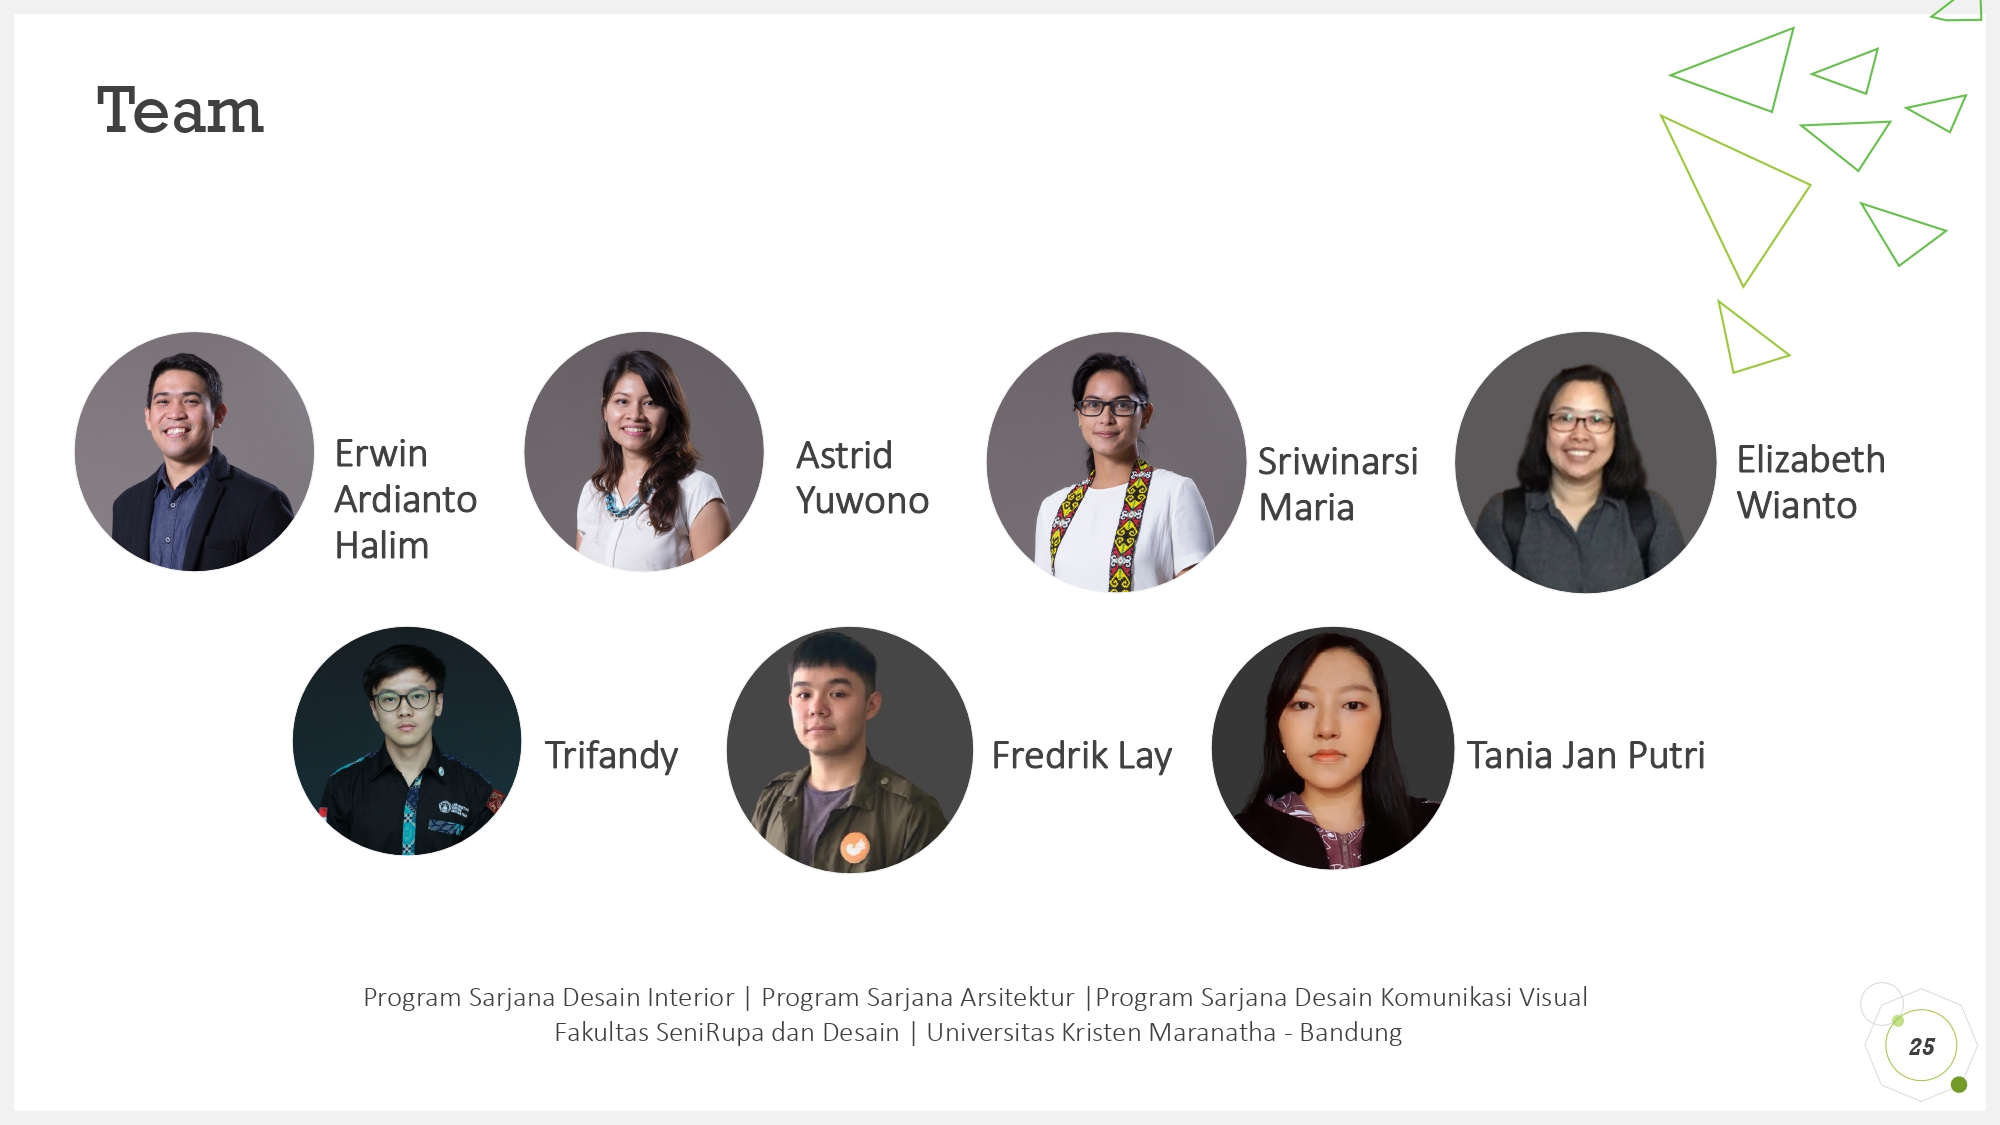 Team
Erwin
Ardianto
Halim
Astrid
Yuwono
Sriwinarsi
Maria
Elizabeth
Wianto
Trifandy
Fredrik Lay
Tania Jan Putri
Program Sarjana Desain Interior | Program Sarjana Arsitektur |Program Sarjana Desain Komunikasi Visual
Fakultas SeniRupa dan Desain | Universitas Kristen Maranatha - Bandung
25